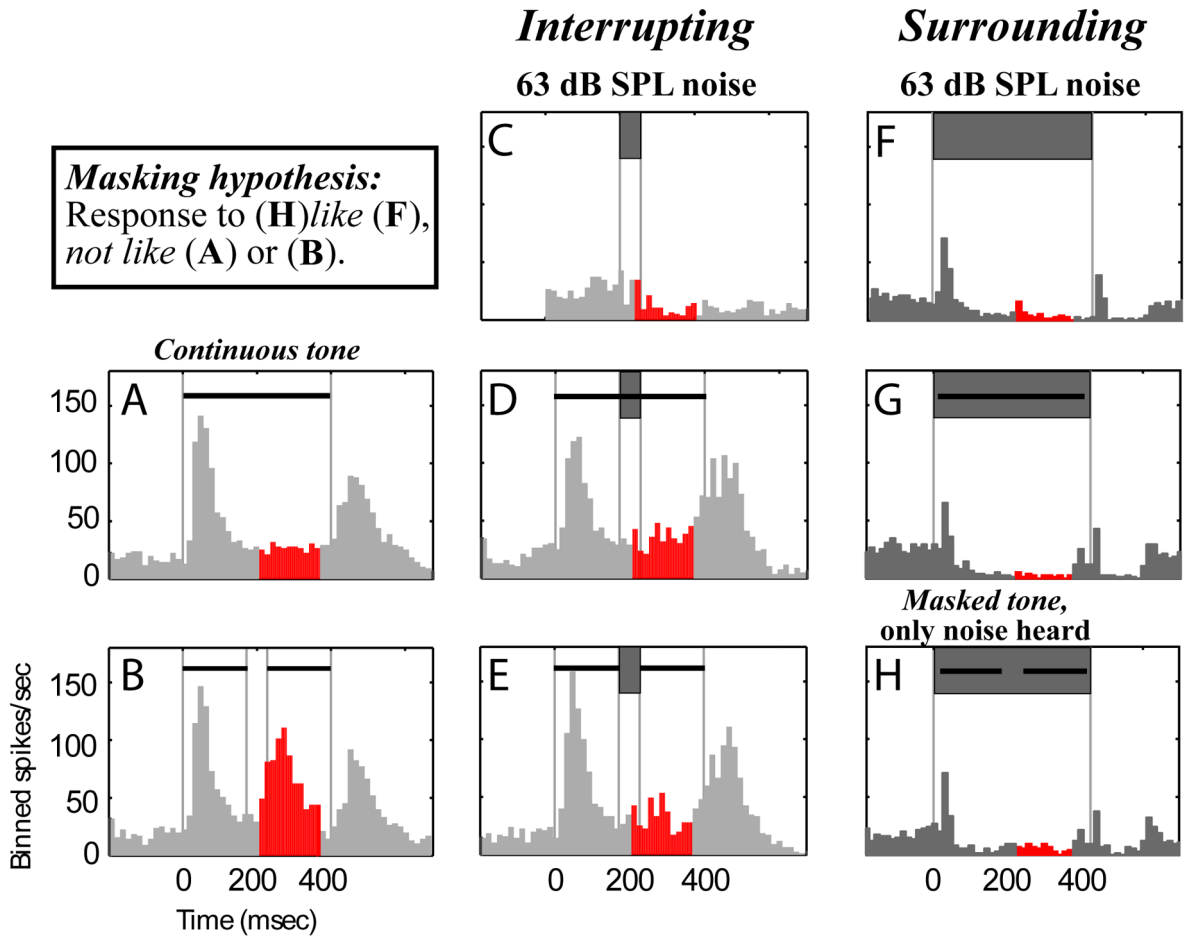 Interrupting
63 dB SPL noise
Surrounding
63 dB SPL noise
Masking hypothesis:
Response to (H)like (F),
not like (A) or (B).
C
F
Continuous tone
A
150
100
50
0
D
G
Masked tone,
only noise heard
B
150
100
50
0
Binned spikes/sec
0 200 400
Time (msec)
E
0 200 400
H
0 200 400